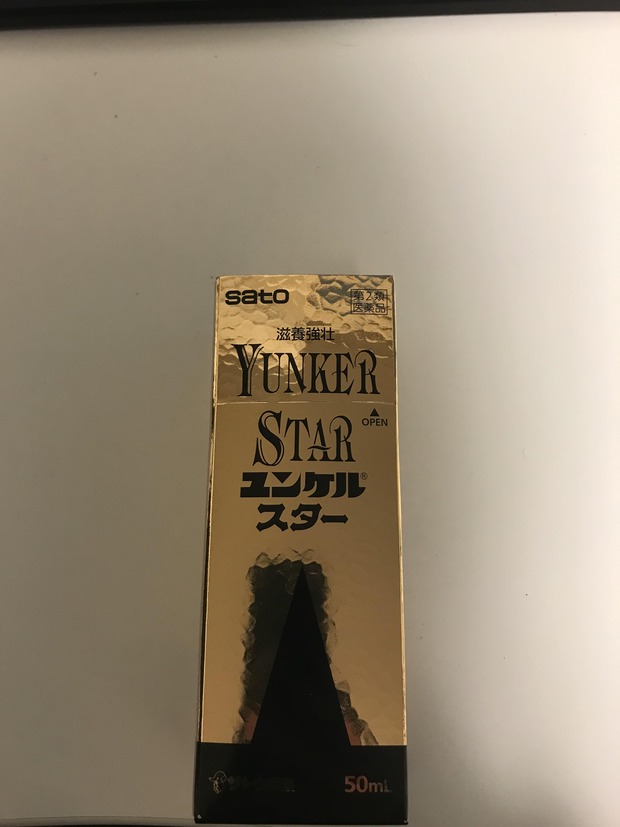 sato
第2類
医薬品
滋養強壮
YUNKER
OPEN
STAR
ユンケル®
スター
50mL